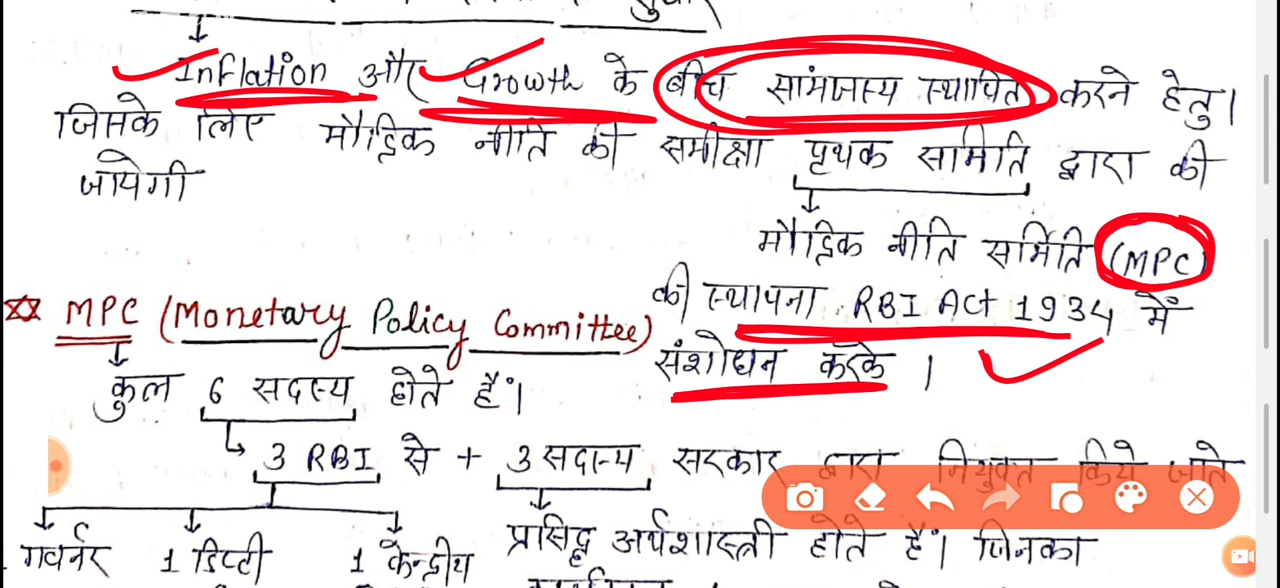 Inflation और Growth के बीच सामंजस्य स्थापित करने हेतु।
जिसके लिए मौद्रिक नीति की समीक्षा पृथक समिति द्वारा की
जायेगी
मौद्रिक नीति समिति (MPC)
की स्थापना RBI Act 1934 में
संशोधन करके।
MPC (Monetary Policy Committee)
कुल 6 सदस्य होते हैं।
3 RBI से + 3 सदस्य सरकार द्वारा नियुक्त किये जाते
गवर्नर 1 डिप्टी 1 केन्द्रीय
प्रसिद्ध अर्थशास्त्री होते हैं। जिनका